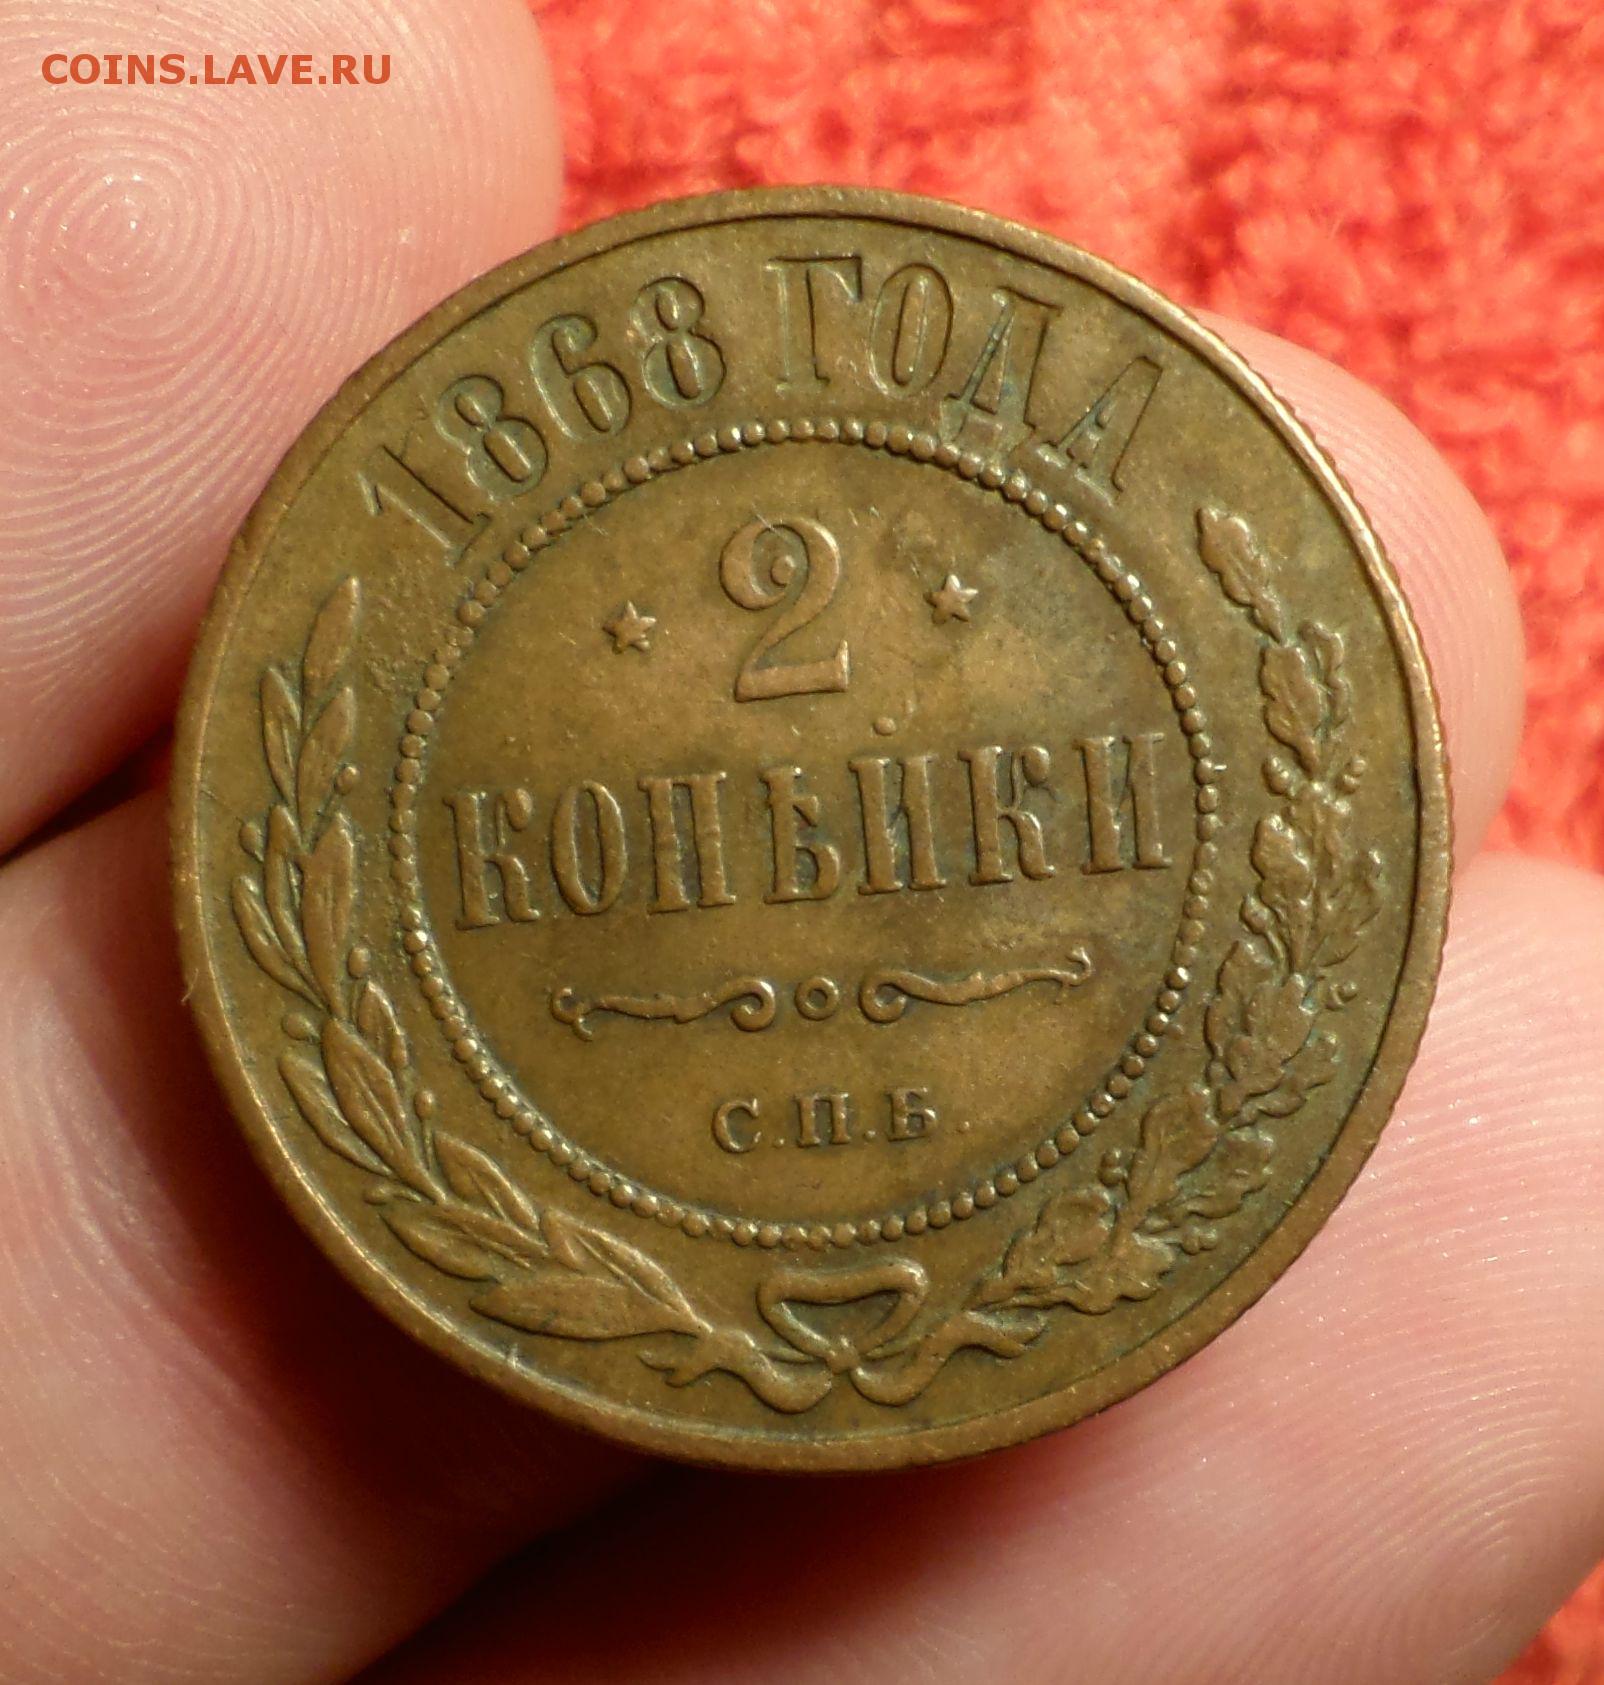 COINS.LAVE.RU
1868 ГОДА
2
КОПѢЙКИ
С.П.Б.